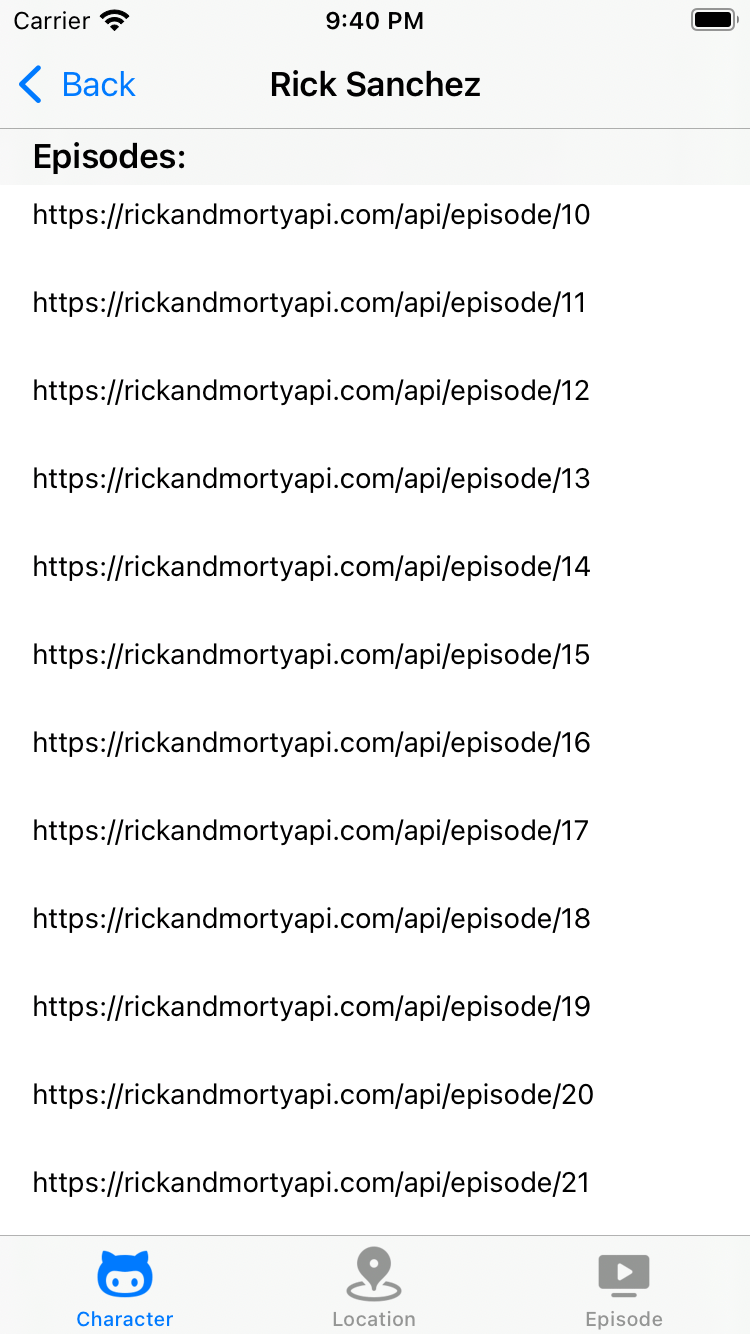 Carrier 9:40 PM
Back Rick Sanchez
Episodes:
https://rickandmortyapi.com/api/episode/10
https://rickandmortyapi.com/api/episode/11
https://rickandmortyapi.com/api/episode/12
https://rickandmortyapi.com/api/episode/13
https://rickandmortyapi.com/api/episode/14
https://rickandmortyapi.com/api/episode/15
https://rickandmortyapi.com/api/episode/16
https://rickandmortyapi.com/api/episode/17
https://rickandmortyapi.com/api/episode/18
https://rickandmortyapi.com/api/episode/19
https://rickandmortyapi.com/api/episode/20
https://rickandmortyapi.com/api/episode/21
Character Location Episode